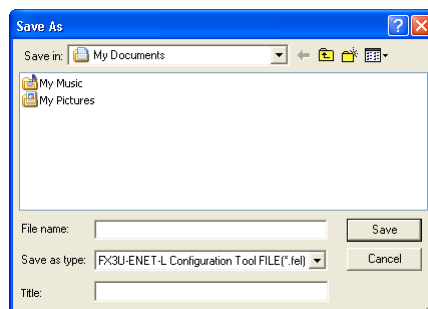 Save As
Save in: My Documents
My Music
My Pictures
File name: Save
Save as type: FX3U-ENET-L Configuration Tool FILE(*.fel) Cancel
Title: